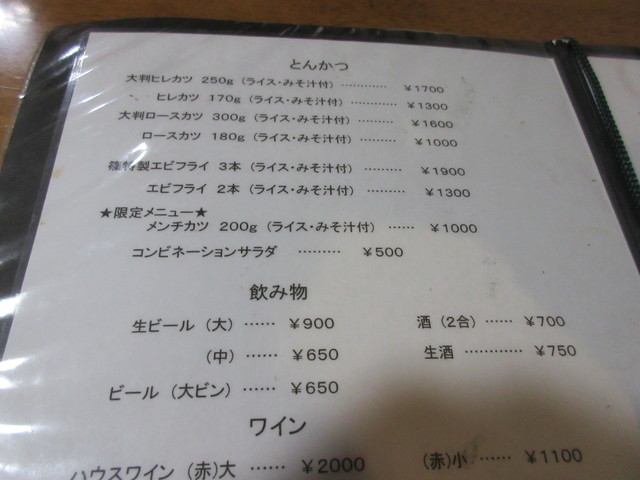 とんかつ
大判ヒレカツ 250g (ライス・みそ汁付) ………… ¥1700
ヒレカツ 170g (ライス・みそ汁付) ……… ¥1300
大判ロースカツ 300g (ライス・みそ汁付) ……… ¥1600
ロースカツ 180g (ライス・みそ汁付) ……… ¥1000
篠特製エビフライ 3本 (ライス・みそ汁付) ……… ¥1900
エビフライ 2本 (ライス・みそ汁付) ……… ¥1300
★限定メニュー★
メンチカツ 200g (ライス・みそ汁付) …… ¥1000
コンビネーションサラダ ……… ¥500
飲み物
生ビール (大) …… ¥900 酒 (2合) …… ¥700
(中) …… ¥650 生酒 ………… ¥750
ビール (大ビン) …… ¥650
ワイン
ハウスワイン (赤)大 …… ¥2000 (赤)小 …… ¥1100